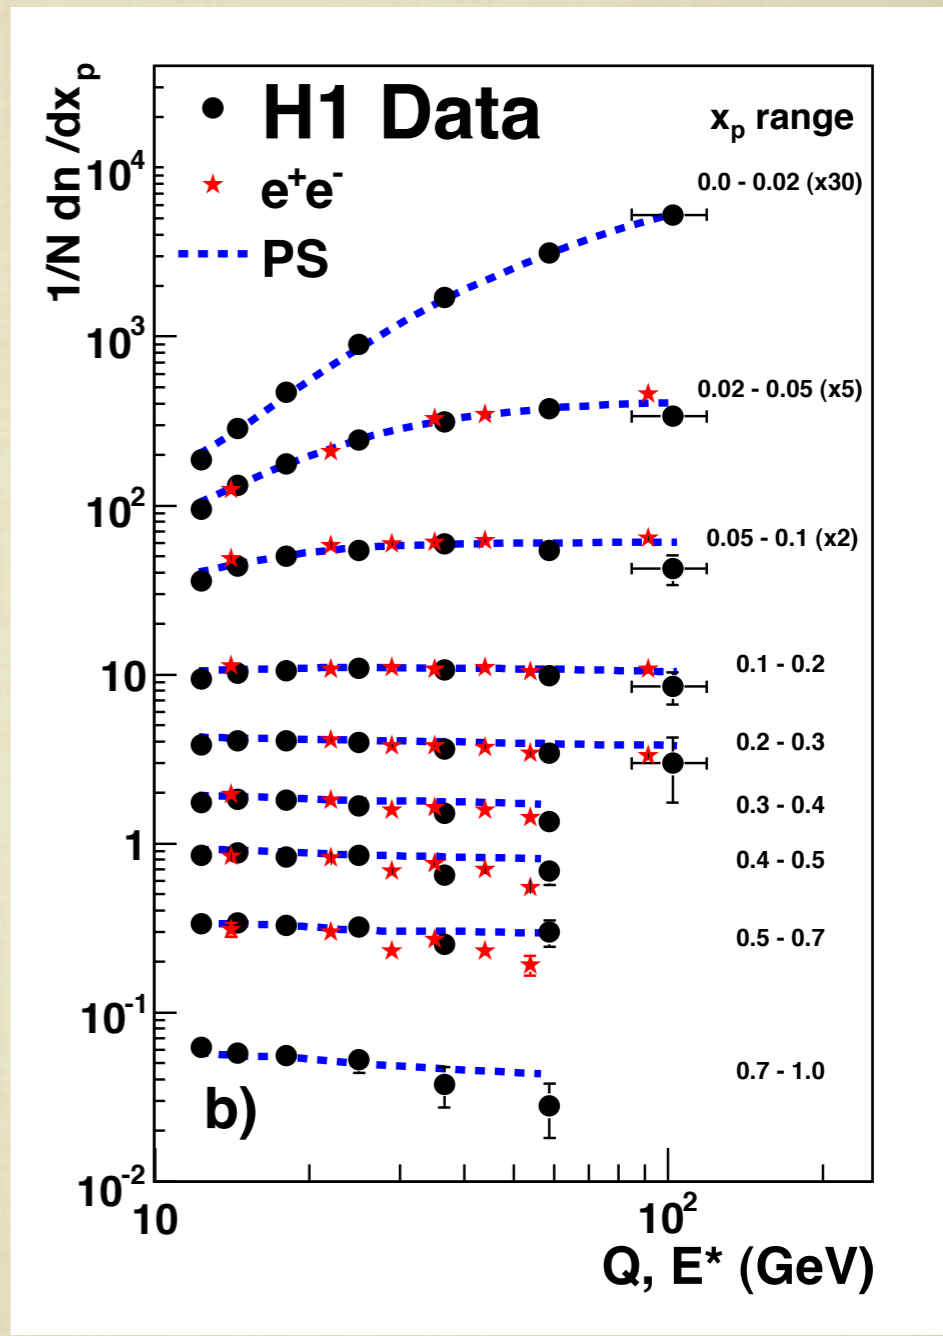 1/N dn /dx_p
H1 Data
e⁺e⁻
PS
x_p range
0.0 - 0.02 (x30)
0.02 - 0.05 (x5)
0.05 - 0.1 (x2)
0.1 - 0.2
0.2 - 0.3
0.3 - 0.4
0.4 - 0.5
0.5 - 0.7
0.7 - 1.0
10⁴
10³
10²
10
1
10⁻¹
10⁻²
b)
10
10²
Q, E* (GeV)